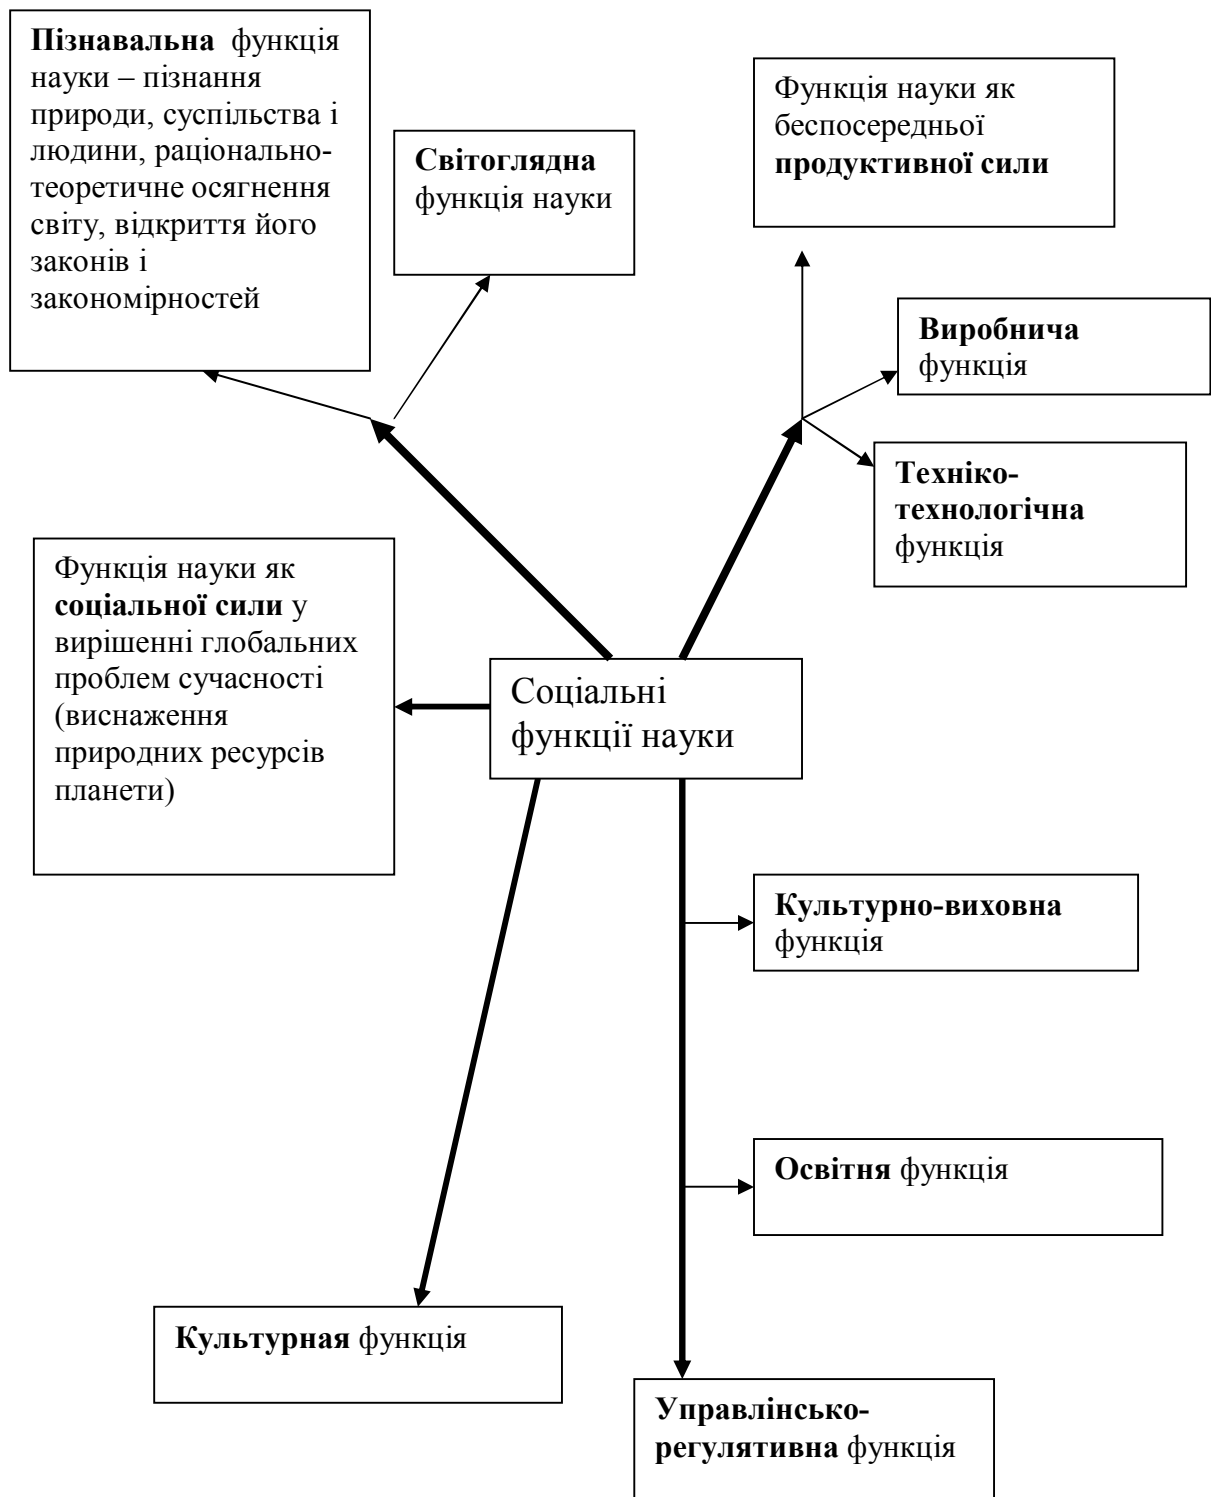 Пізнавальна функція
науки – пізнання
природи, суспільства і
людини, раціонально-
теоретичне осягнення
світу, відкриття його
законів і
закономірностей
Світоглядна
функція науки
Функція науки як
беспосередньої
продуктивної сили
Виробнича
функція
Техніко-
технологічна
функція
Функція науки як
соціальної сили у
вирішенні глобальних
проблем сучасності
(виснаження
природних ресурсів
планети)
Соціальні
функції науки
Культурно-виховна
функція
Освітня функція
Культурная функція
Управлінсько-
регулятивна функція